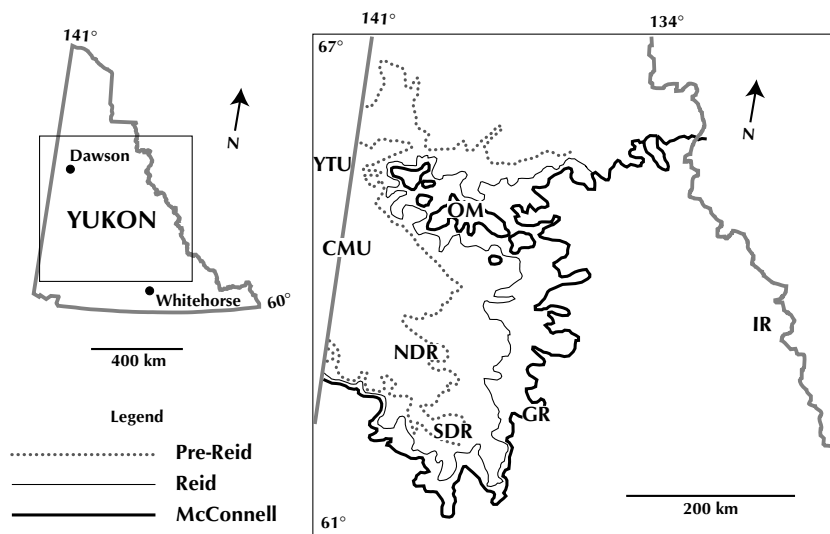 141°
N
Dawson
YUKON
Whitehorse
60°
400 km
Legend
Pre-Reid
Reid
McConnell
141°
134°
67°
N
YTU
OM
CMU
IR
NDR
GR
SDR
200 km
61°